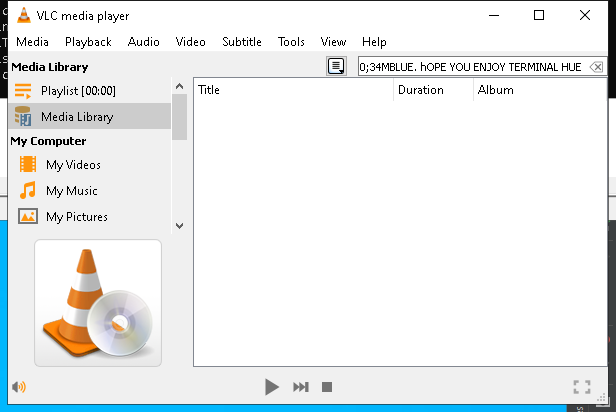 VLC media player
Media Playback Audio Video Subtitle Tools View Help
Media Library
0;34MBLUE. hOPE YOU ENJOY TERMINAL HUE
Playlist [00:00]
Title Duration Album
Media Library
My Computer
My Videos
My Music
My Pictures